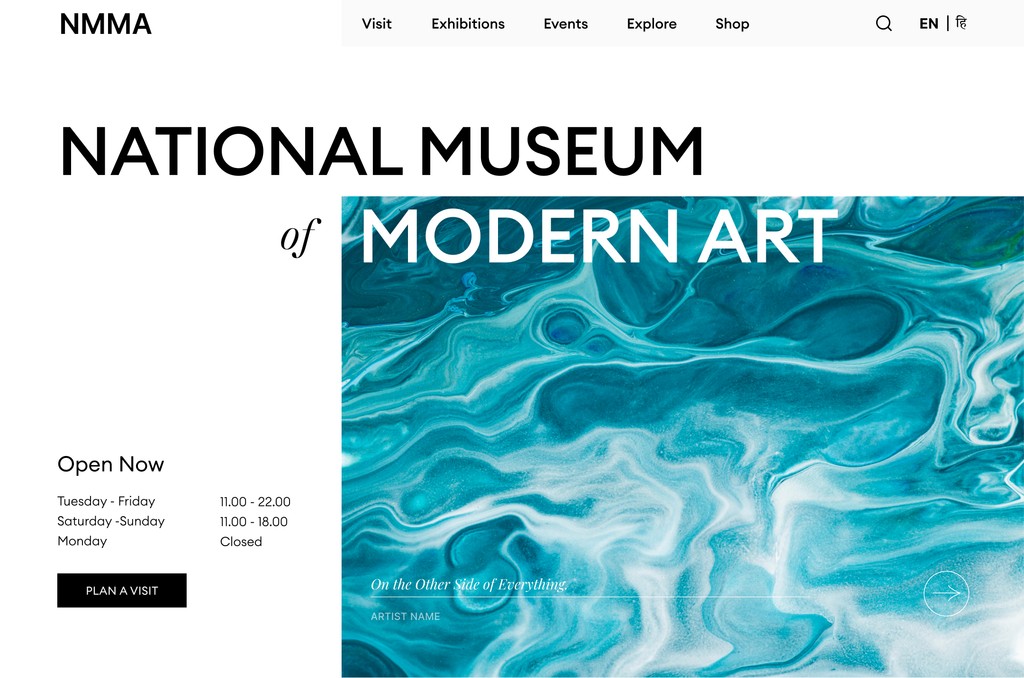 NMMA
Visit Exhibitions Events Explore Shop
EN | हि
NATIONAL MUSEUM
of MODERN ART
Open Now
Tuesday - Friday 11.00 - 22.00
Saturday -Sunday 11.00 - 18.00
Monday Closed
PLAN A VISIT
On the Other Side of Everything.
ARTIST NAME